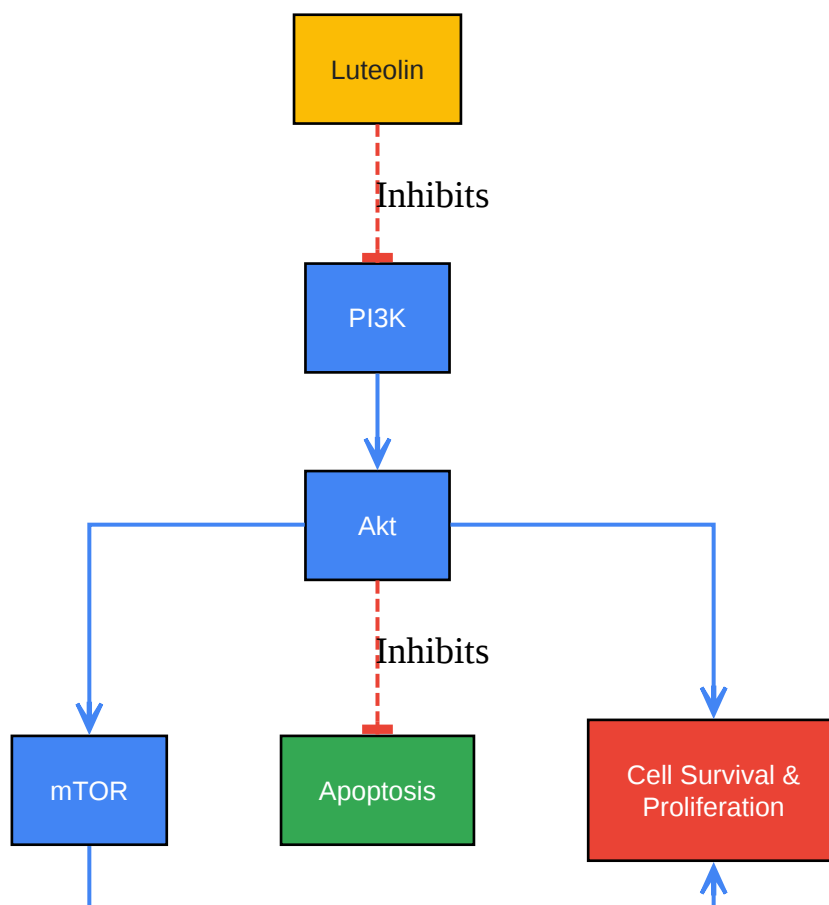 Luteolin
Inhibits
PI3K
Akt
Inhibits
mTOR
Apoptosis
Cell Survival &
Proliferation